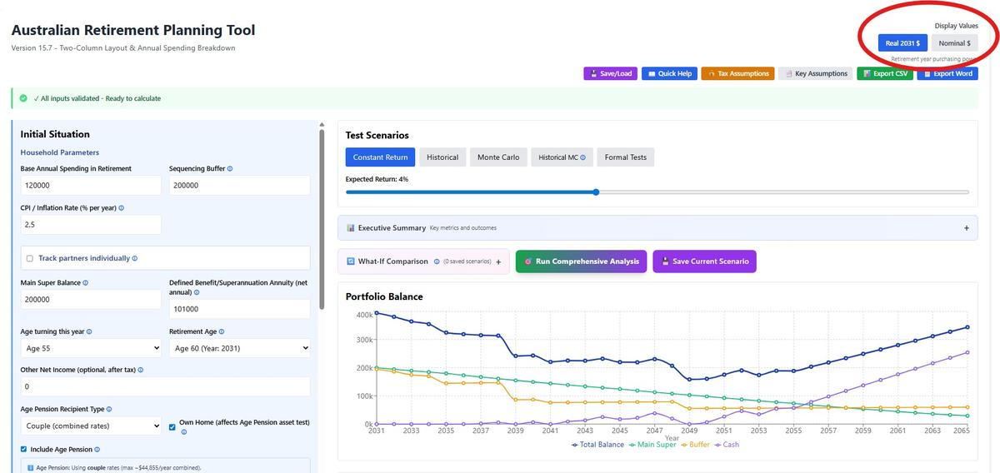 Australian Retirement Planning Tool
Version 15.7 - Two-Column Layout & Annual Spending Breakdown
Display Values
Real 2031 $
Nominal $
Retirement year purchasing
Save/Load
Quick Help
Tax Assumptions
Key Assumptions
Export CSV
Export Word
✓ All inputs validated - Ready to calculate
Initial Situation
Household Parameters
Base Annual Spending in Retirement
Sequencing Buffer
120000
200000
CPI / Inflation Rate (% per year)
2.5
Track partners individually
Main Super Balance
Defined Benefit/Superannuation Annuity (net
annual)
200000
101000
Age turning this year
Retirement Age
Age 55
Age 60 (Year: 2031)
Other Net Income (optional, after tax)
0
Age Pension Recipient Type
Couple (combined rates)
Own Home (affects Age Pension asset test)
Include Age Pension
Age Pension: Using couple rates (max ~$44,855/year combined).
Test Scenarios
Constant Return
Historical
Monte Carlo
Historical MC
Formal Tests
Expected Return: 4%
Executive Summary Key metrics and outcomes
+
What-If Comparison (0 saved scenarios) +
Run Comprehensive Analysis
Save Current Scenario
Portfolio Balance
400k
300k
200k
100k
0k
2031 2033 2035 2037 2039 2041 2043 2045 2047 2049 2051 2053 2055 2057 2059 2061 2063 2065
Year
Total Balance Main Super Buffer Cash